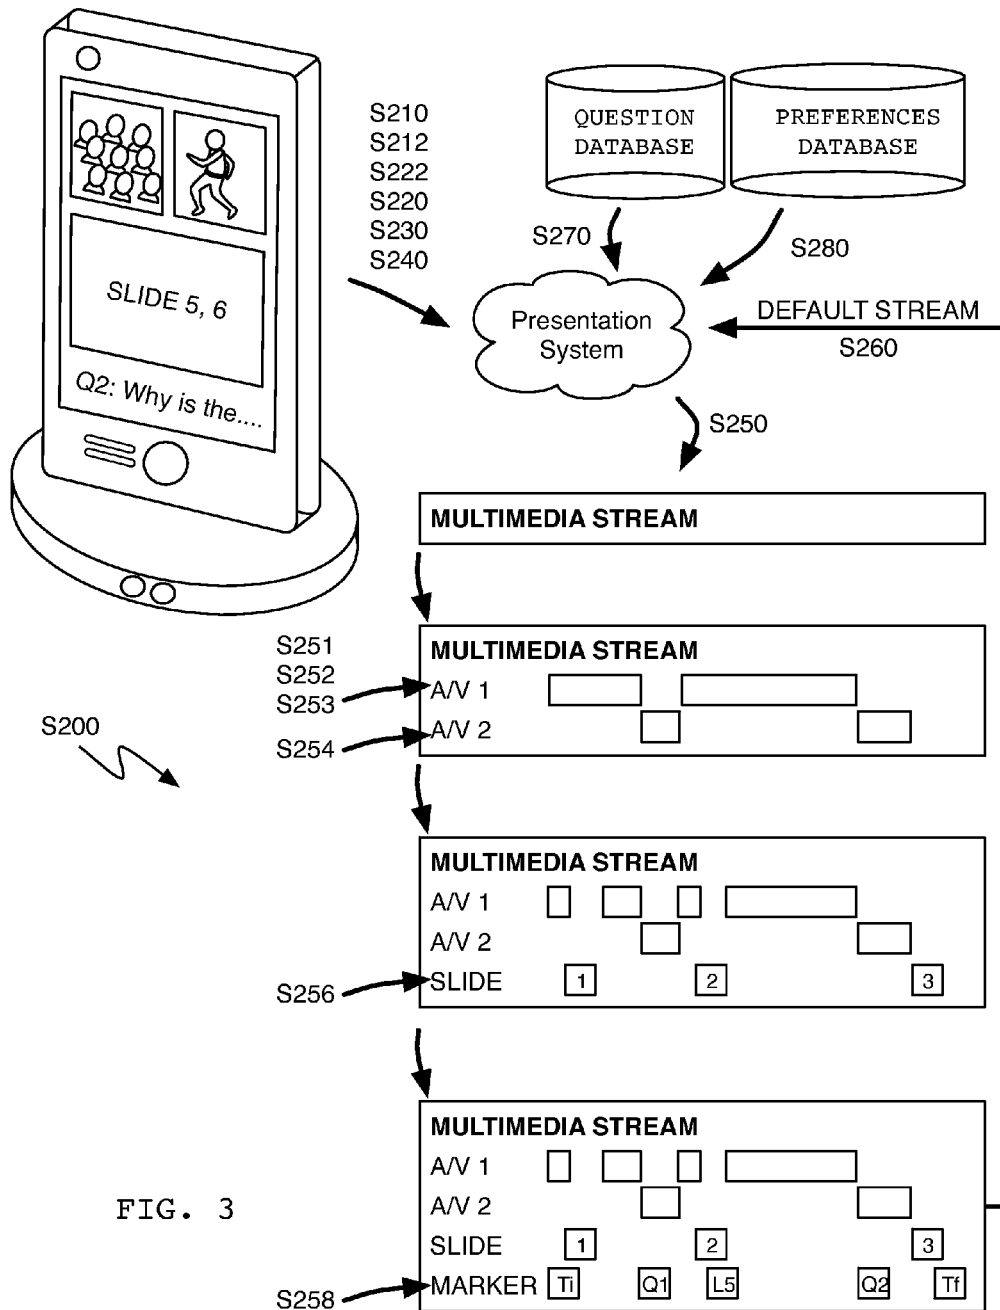 S210
S212
S222
S220
S230
S240
QUESTION
DATABASE
PREFERENCES
DATABASE
S270
S280
SLIDE 5, 6
Q2: Why is the....
Presentation
System
DEFAULT STREAM
S260
S250
MULTIMEDIA STREAM
S251
S252
S253
S254
MULTIMEDIA STREAM
A/V 1
A/V 2
S200
MULTIMEDIA STREAM
A/V 1
A/V 2
SLIDE 1 2 3
S256
MULTIMEDIA STREAM
A/V 1
A/V 2
SLIDE 1 2 3
MARKER Ti Q1 L5 Q2 Tf
S258
FIG. 3